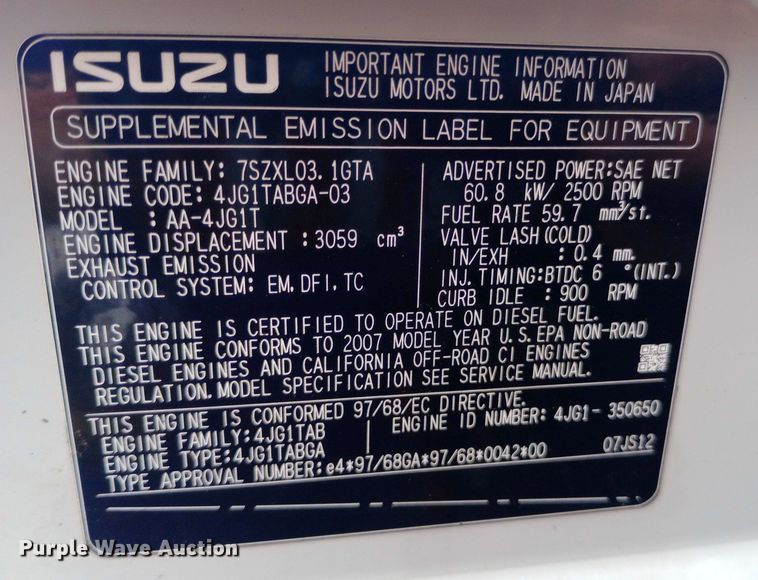 ISUZU
IMPORTANT ENGINE INFORMATION
ISUZU MOTORS LTD. MADE IN JAPAN
SUPPLEMENTAL EMISSION LABEL FOR EQUIPMENT
ENGINE FAMILY: 7SZXL03.1GTA
ENGINE CODE: 4JG1TABGA-03
MODEL : AA-4JG1T
ENGINE DISPLACEMENT :3059 cm³
EXHAUST EMISSION
CONTROL SYSTEM: EM,DFI,TC
ADVERTISED POWER:SAE NET
60.8 kW/ 2500 RPM
FUEL RATE 59.7 mm³/st.
VALVE LASH(COLD)
IN/EXH : 0.4 mm.
INJ.TIMING:BTDC 6 °(INT.)
CURB IDLE : 900 RPM
THIS ENGINE IS CERTIFIED TO OPERATE ON DIESEL FUEL.
THIS ENGINE CONFORMS TO 2007 MODEL YEAR U.S.EPA NON-ROAD
DIESEL ENGINES AND CALIFORNIA OFF-ROAD CI ENGINES
REGULATION.MODEL SPECIFICATION SEE SERVICE MANUAL.
THIS ENGINE IS CONFORMED 97/68/EC DIRECTIVE.
ENGINE FAMILY:4JG1TAB
ENGINE ID NUMBER: 4JG1-350650
ENGINE TYPE:4JG1TABGA
TYPE APPROVAL NUMBER:e4*97/68GA*97/68*0042*00
07JS12
Purple Wave Auction